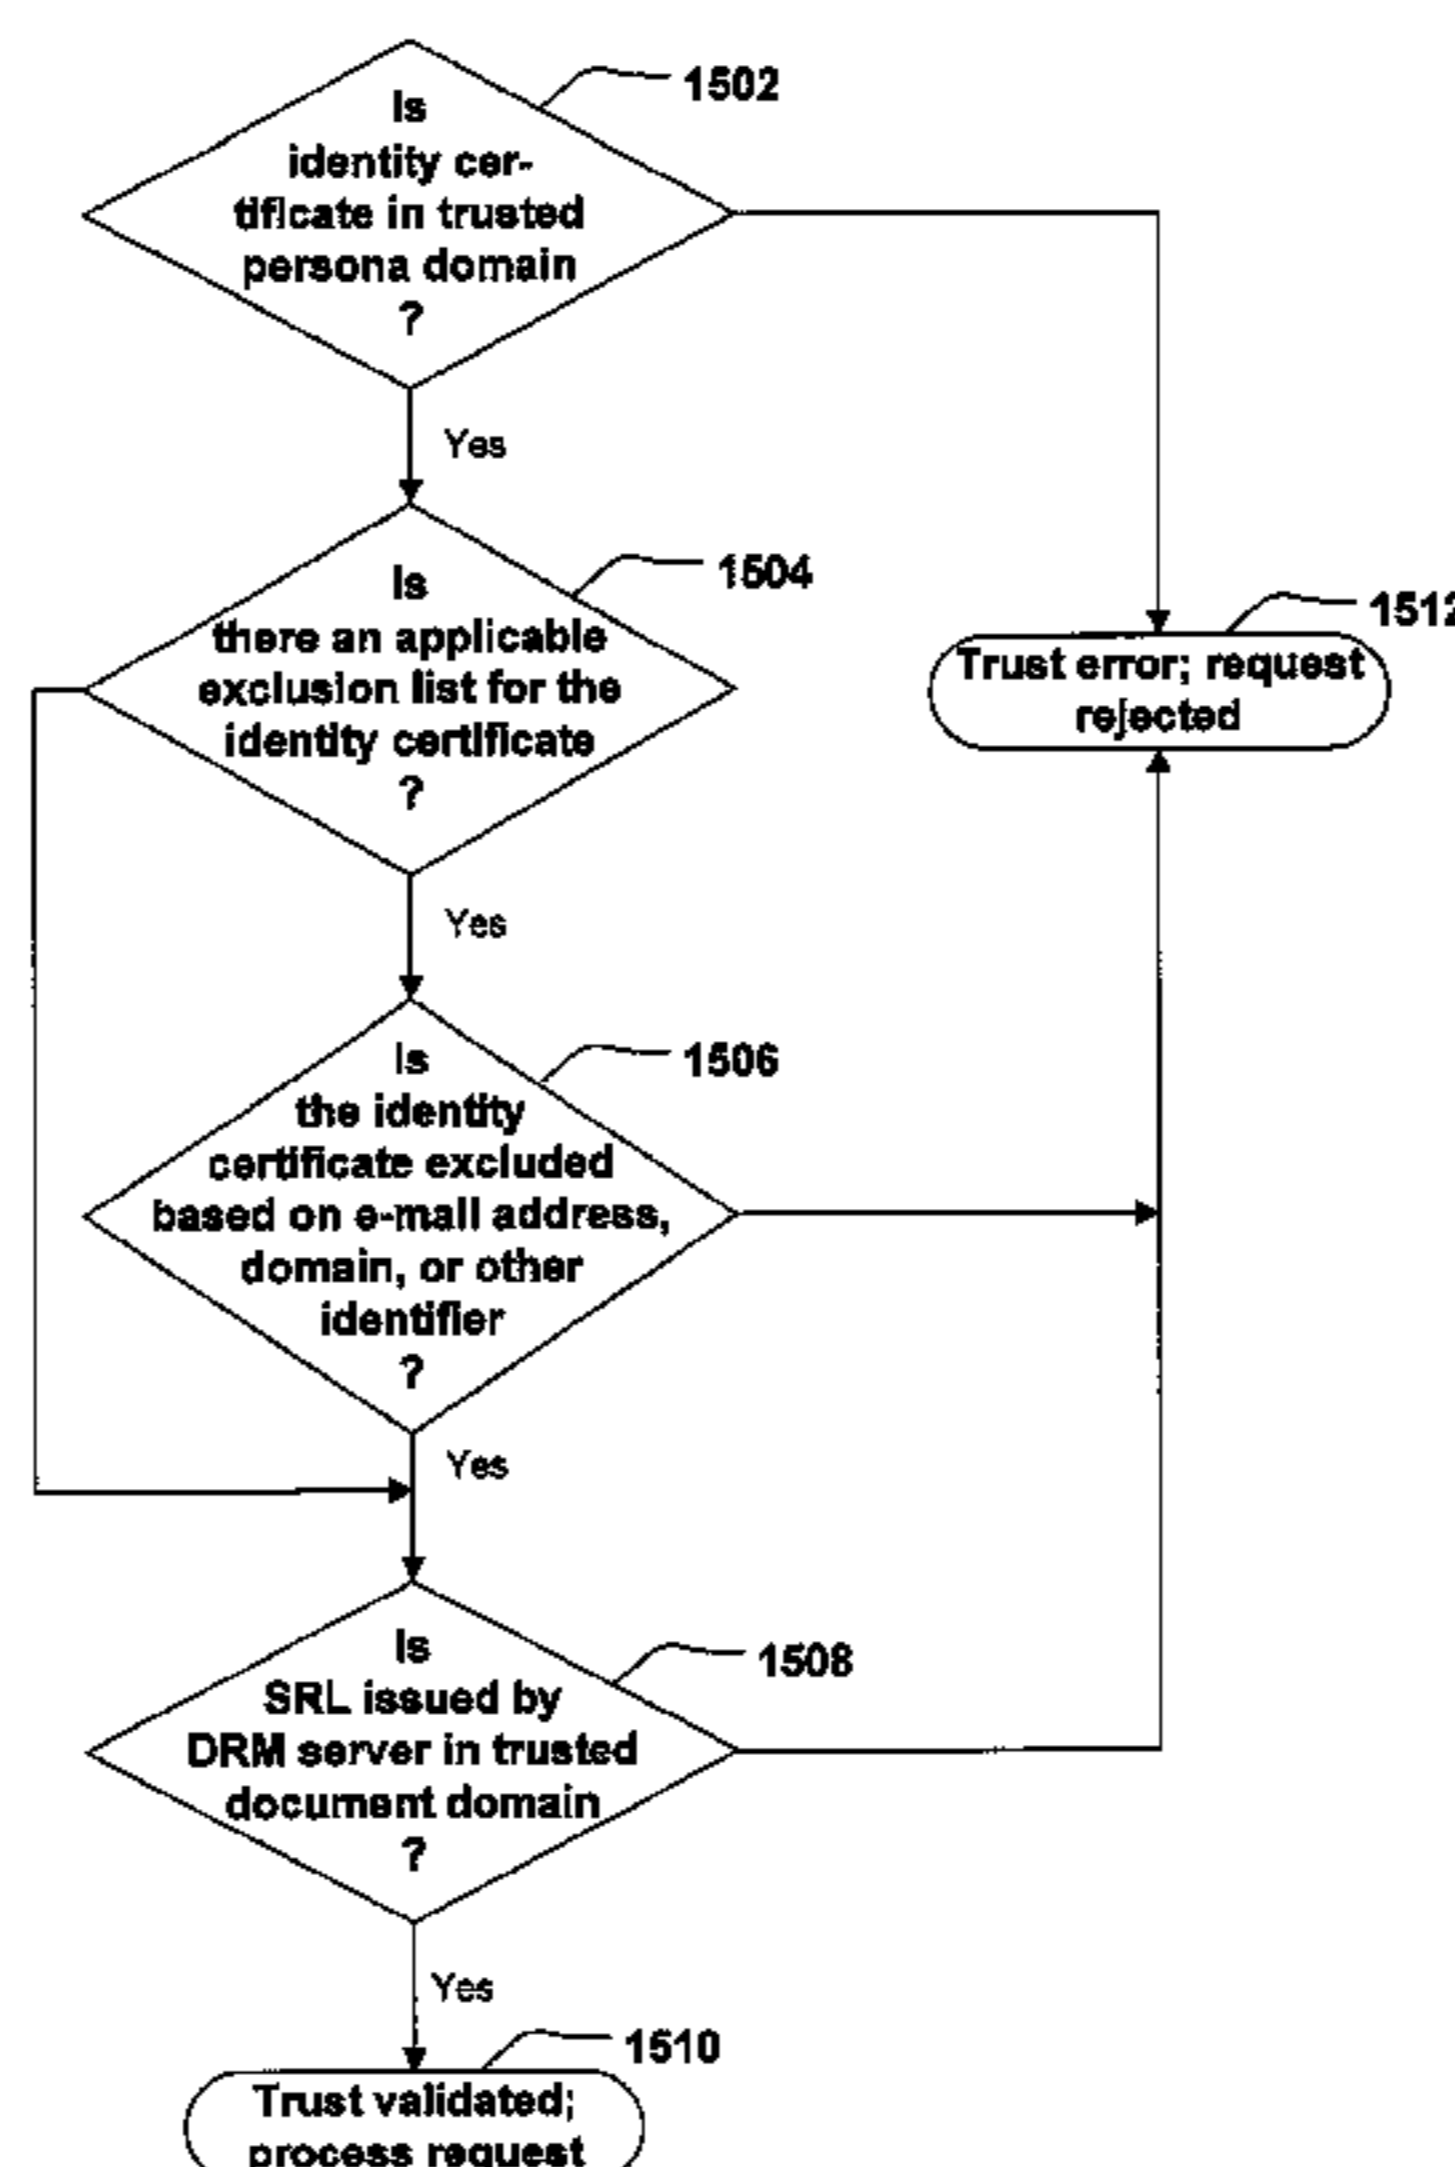 1502
Is
identity cer-
tificate in trusted
persona domain
?
Yes
1504
Is
there an applicable
exclusion list for the
identity certificate
?
1512
Trust error; request
rejected
Yes
1506
Is
the identity
certificate excluded
based on e-mail address,
domain, or other
identifier
?
Yes
1508
Is
SRL issued by
DRM server in trusted
document domain
?
Yes
1510
Trust validated;
process request